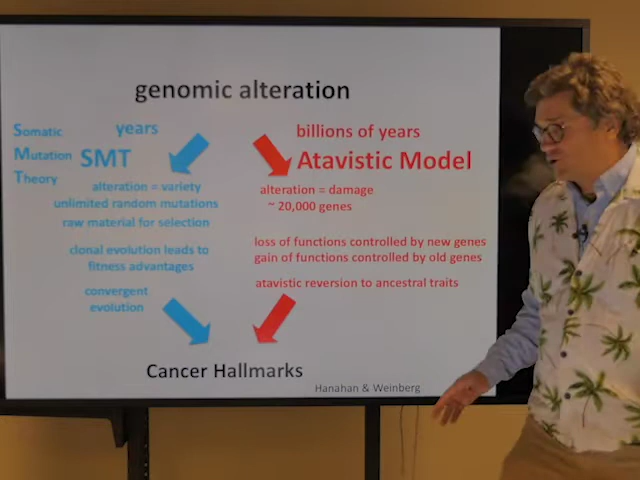 genomic alteration
Somatic
Mutation
Theory
SMT
years
alteration = variety
unlimited random mutations
raw material for selection
clonal evolution leads to
fitness advantages
convergent
evolution
billions of years
Atavistic Model
alteration = damage
~ 20,000 genes
loss of functions controlled by new genes
gain of functions controlled by old genes
atavistic reversion to ancestral traits
Cancer Hallmarks
Hanahan & Weinberg